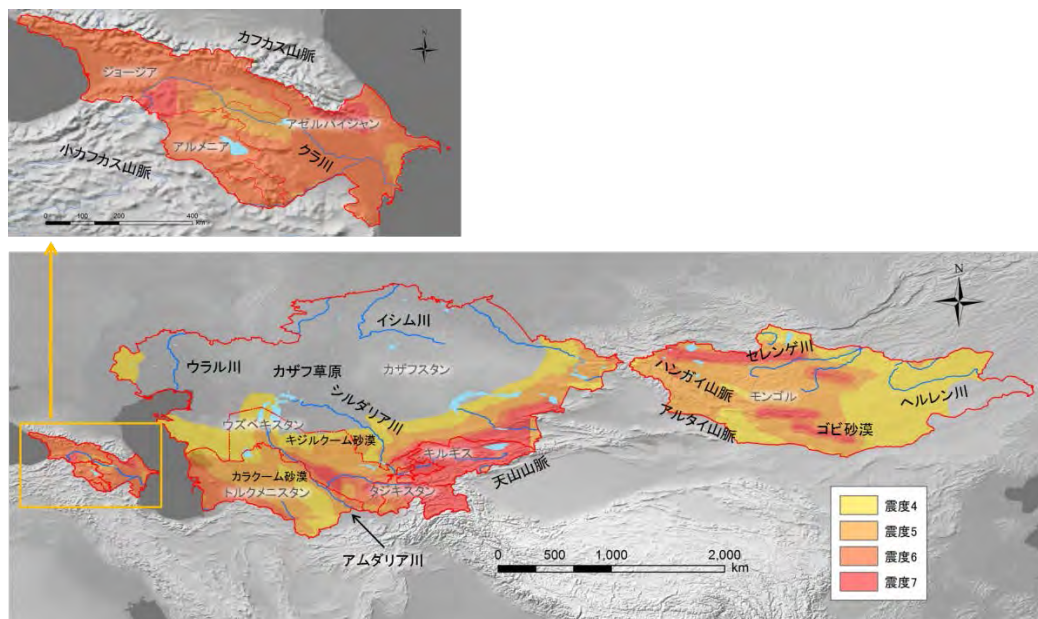 カフカス山脈
ジョージア
アゼルバイジャン
アルメニア
クラ川
小カフカス山脈
0 100 200 400
km
N
イシム川
ウラル川
カザフ草原
カザフスタン
シルダリア川
セレンゲ川
ハンガイ山脈
モンゴル
ヘルレン川
アルタイ山脈
ゴビ砂漠
ウズベキスタン
キジルクーム砂漠
キルギス
カラクーム砂漠
天山山脈
トルクメニスタン
タジキスタン
アムダリア川
0 500 1,000 2,000
km
震度4
震度5
震度6
震度7